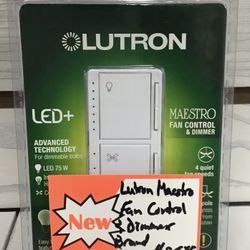 LUTRON
LED+
ADVANCED
TECHNOLOGY
For dimmable bulbs
LED 75 W
MAESTRO
FAN CONTROL
& DIMMER
4 quiet
fan speeds
New
Lutron Maestro
Fan Control
& Dimmer
Brand